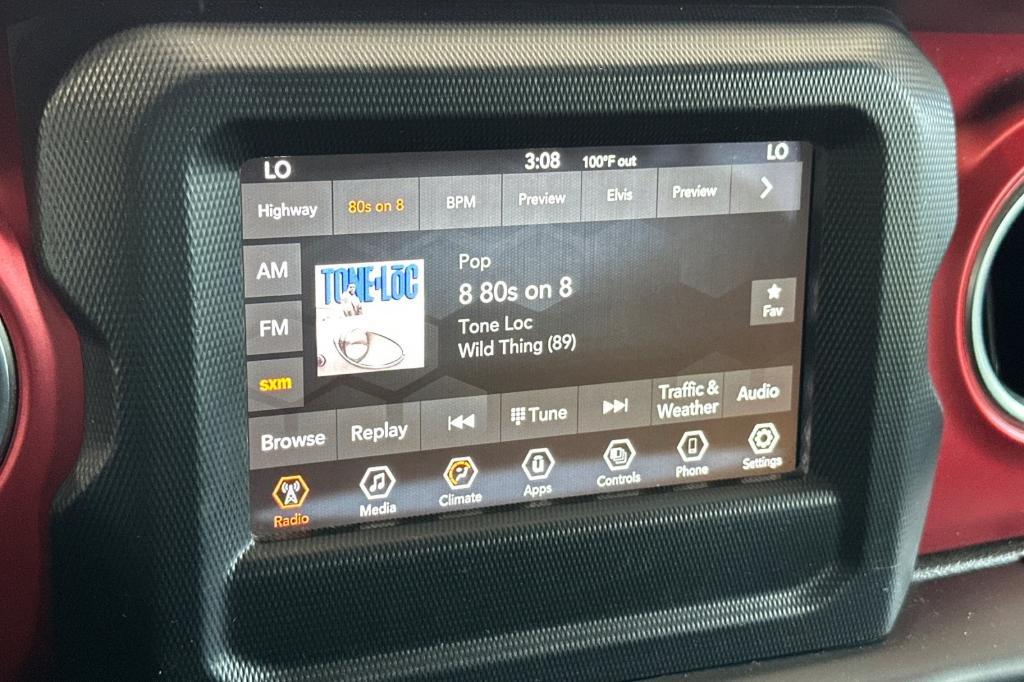 LO 3:08 100°F out LO
Highway 80s on 8 BPM Preview Elvis Preview
AM
FM
sxm
TONE-LŌC
Pop
8 80s on 8
Tone Loc
Wild Thing (89)
Fav
Browse Replay Tune Traffic & Weather Audio
Radio Media Climate Apps Controls Phone Settings